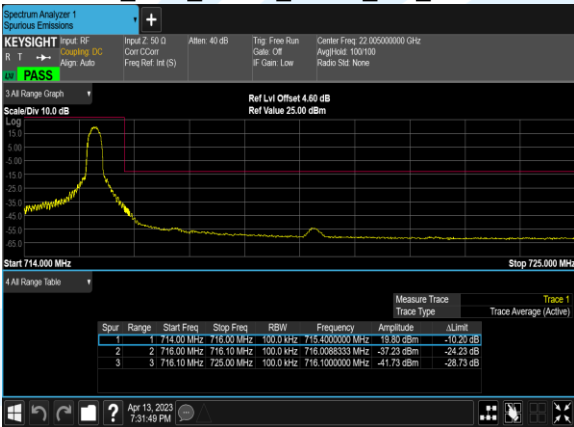 Spectrum Analyzer 1
Spurious Emissions
+
KEYSIGHT Input: RF Input Z: 50 Ω Atten: 40 dB Trig: Free Run Center Freq: 22.005000000 GHz
R T Coupling: DC Corr CCorr Gate: Off Avg|Hold: 100/100
Align: Auto Freq Ref: Int (S) IF Gain: Low Radio Std: None
PASS
3 All Range Graph
Ref Lvl Offset 4.60 dB
Scale/Div 10.0 dB Ref Value 25.00 dBm
Log
15.0
5.00
-5.00
-15.0
-25.0
-35.0
-45.0
-55.0
-65.0
Start 714.000 MHz Stop 725.000 MHz
4 All Range Table
Measure Trace Trace 1
Trace Type Trace Average (Active)
Spur Range Start Freq Stop Freq RBW Frequency Amplitude ΔLimit
1 1 714.00 MHz 716.00 MHz 100.0 kHz 715.4000000 MHz 19.80 dBm -10.20 dB
2 2 716.00 MHz 716.10 MHz 100.0 kHz 716.0088333 MHz -37.23 dBm -24.23 dB
3 3 716.10 MHz 725.00 MHz 100.0 kHz 716.1000000 MHz -41.73 dBm -28.73 dB
?
Apr 13, 2023
7:31:49 PM